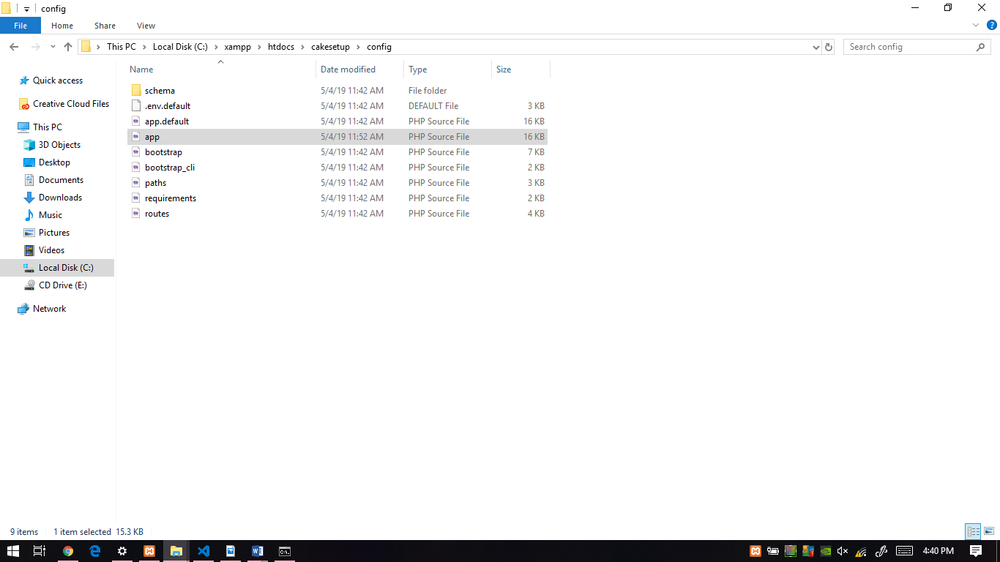 config
File Home Share View
This PC Local Disk (C:) xampp htdocs cakesetup config Search config
Name Date modified Type Size
Quick access
Creative Cloud Files
This PC
3D Objects
Desktop
Documents
Downloads
Music
Pictures
Videos
Local Disk (C:)
CD Drive (E:)
Network
schema 5/4/19 11:42 AM File folder
.env.default 5/4/19 11:42 AM DEFAULT File 3 KB
app.default 5/4/19 11:42 AM PHP Source File 16 KB
app 5/4/19 11:52 AM PHP Source File 16 KB
bootstrap 5/4/19 11:42 AM PHP Source File 7 KB
bootstrap_cli 5/4/19 11:42 AM PHP Source File 2 KB
paths 5/4/19 11:42 AM PHP Source File 3 KB
requirements 5/4/19 11:42 AM PHP Source File 2 KB
routes 5/4/19 11:42 AM PHP Source File 4 KB
9 items 1 item selected 15.3 KB
4:40 PM